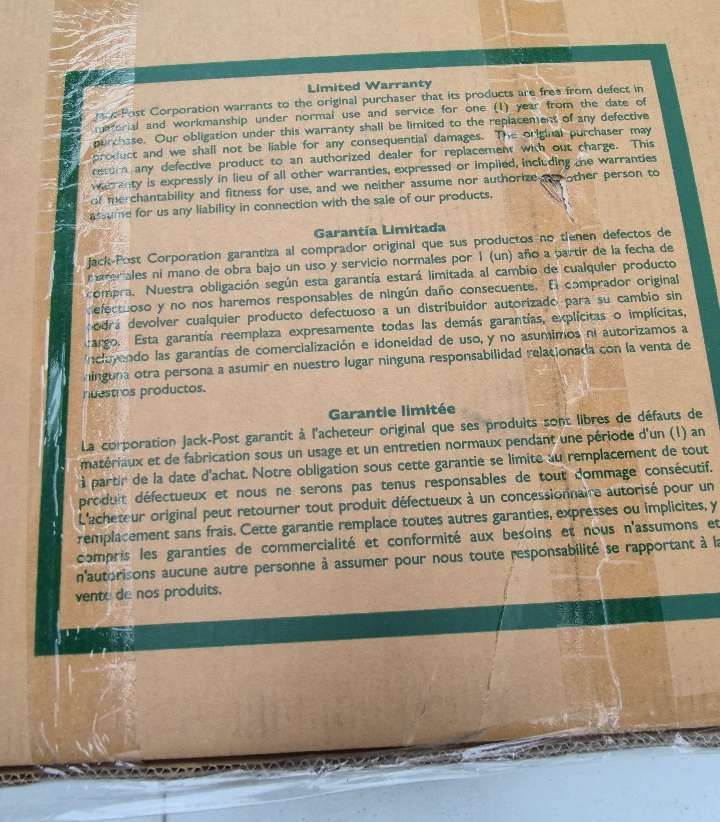 Limited Warranty
Jack-Post Corporation warrants to the original purchaser that its products are free from defect in
material and workmanship under normal use and service for one (1) year from the date of
purchase. Our obligation under this warranty shall be limited to the replacement of any defective
product and we shall not be liable for any consequential damages. The original purchaser may
return any defective product to an authorized dealer for replacement with out charge. This
warranty is expressly in lieu of all other warranties, expressed or implied, including the warranties
of merchantability and fitness for use, and we neither assume nor authorize other person to
assume for us any liability in connection with the sale of our products.
Garantía Limitada
Jack-Post Corporation garantiza al comprador original que sus productos no tienen defectos de
materiales ni mano de obra bajo un uso y servicio normales por 1 (un) año a partir de la fecha de
compra. Nuestra obligación según esta garantía estará limitada al cambio de cualquier producto
defectuoso y no nos haremos responsables de ningún daño consecuente. El comprador original
podrá devolver cualquier producto defectuoso a un distribuidor autorizado para su cambio sin
cargo. Esta garantía reemplaza expresamente todas las demás garantías, explícitas o implícitas,
incluyendo las garantías de comercialización e idoneidad de uso, y no asumimos ni autorizamos a
ninguna otra persona a asumir en nuestro lugar ninguna responsabilidad relacionada con la venta de
nuestros productos.
Garantie limitée
La corporation Jack-Post garantit à l'acheteur original que ses produits sont libres de défauts de
matériaux et de fabrication sous un usage et un entretien normaux pendant une période d'un (1) an
à partir de la date d'achat. Notre obligation sous cette garantie se limite au remplacement de tout
produit défectueux et nous ne serons pas tenus responsables de tout dommage consécutif.
L'acheteur original peut retourner tout produit défectueux à un concessionnaire autorisé pour un
remplacement sans frais. Cette garantie remplace toutes autres garanties, expresses ou implicites, y
compris les garanties de commercialité et conformité aux besoins et nous n'assumons et
n'autorisons aucune autre personne à assumer pour nous toute responsabilité se rapportant à la
vente de nos produits.